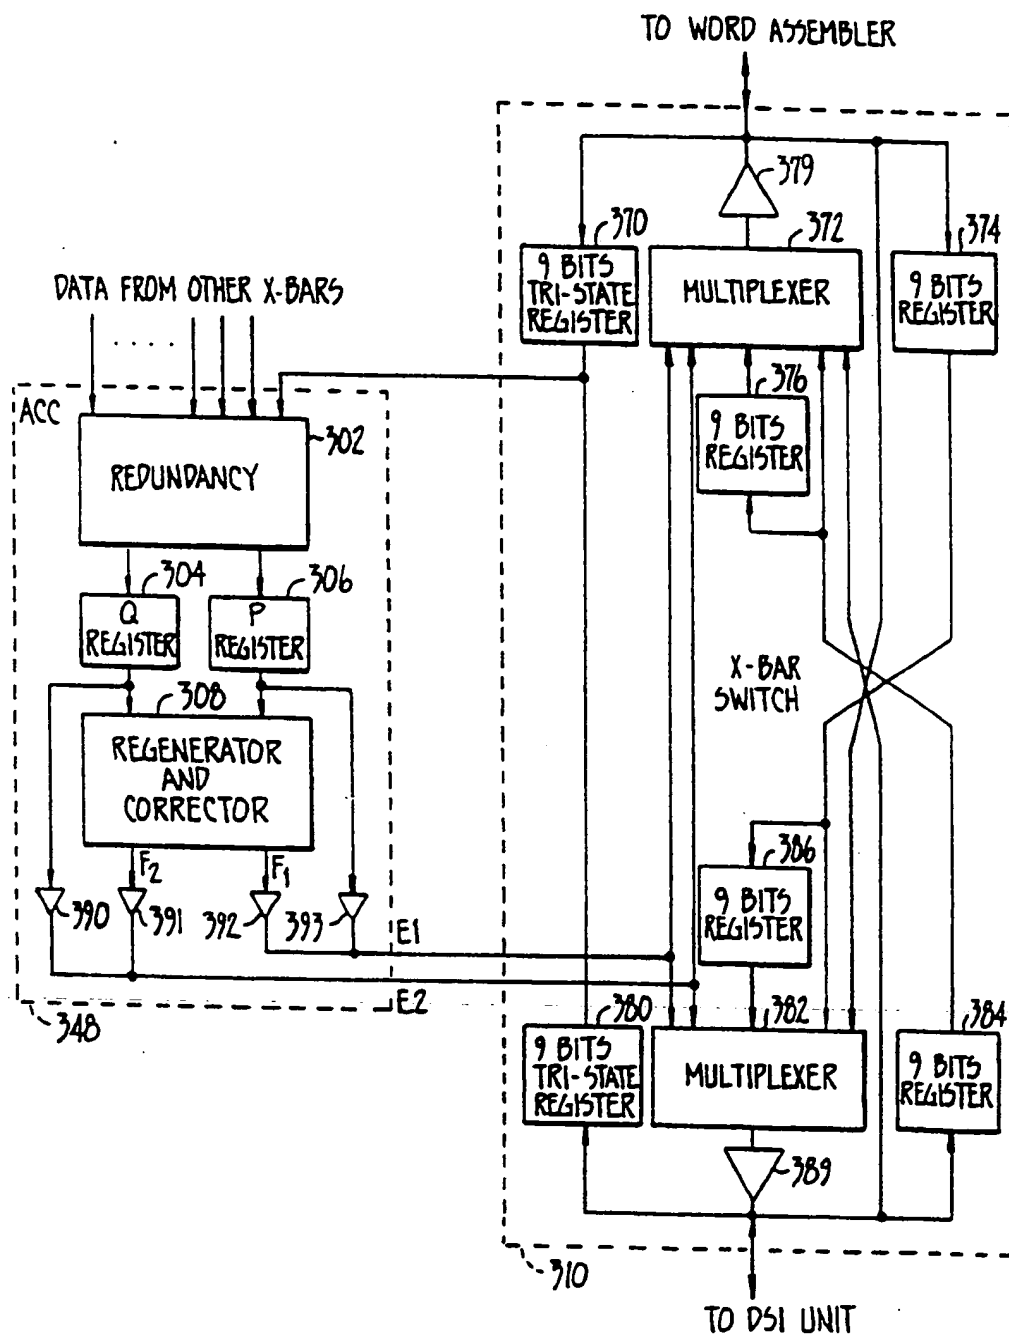 TO WORD ASSEMBLER
379
370
372
374
9 BITS
TRI-STATE
REGISTER
MULTIPLEXER
9 BITS
REGISTER
DATA FROM OTHER X-BARS
. . . . .
376
9 BITS
REGISTER
ACC
302
REDUNDANCY
304
306
Q
REGISTER
P
REGISTER
308
REGENERATOR
AND
CORRECTOR
X-BAR
SWITCH
F2
F1
390
391
392
393
E1
E2
348
386
9 BITS
REGISTER
380
382
384
9 BITS
TRI-STATE
REGISTER
MULTIPLEXER
9 BITS
REGISTER
389
310
TO DSI UNIT